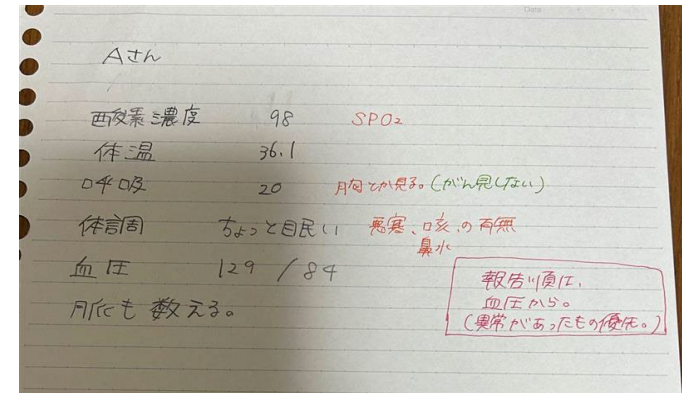 Aさん
酸素濃度 98 SPO₂
体温 36.1
呼吸 20 胸とか見る。(がん見しない)
体調 ちょっと眠い 悪寒、咳、の有無
鼻水
血圧 129 / 84
脈も数える。
報告順は、
血圧から。
(異常があったもの優先。)